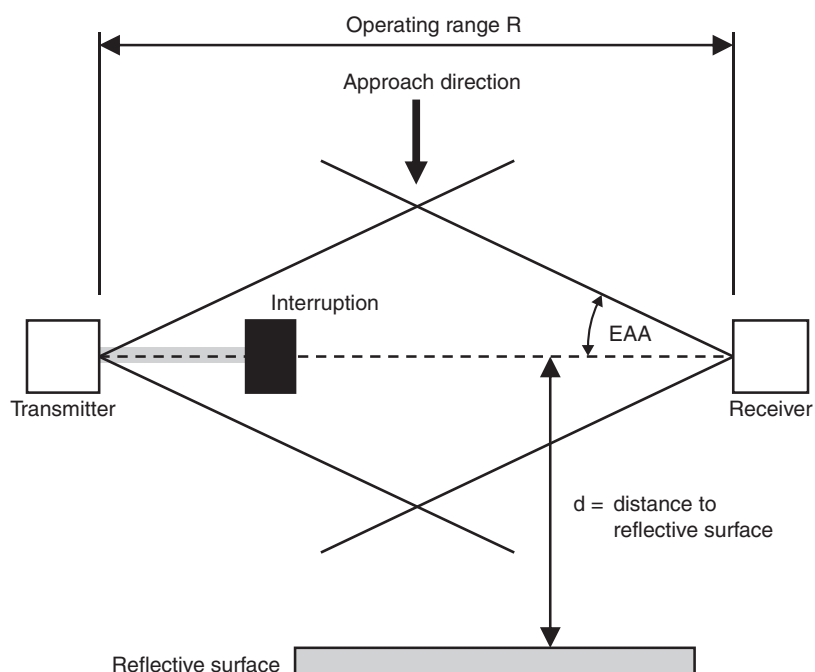 Operating range R
Approach direction
Interruption
EAA
Transmitter
Receiver
d = distance to
reflective surface
Reflective surface